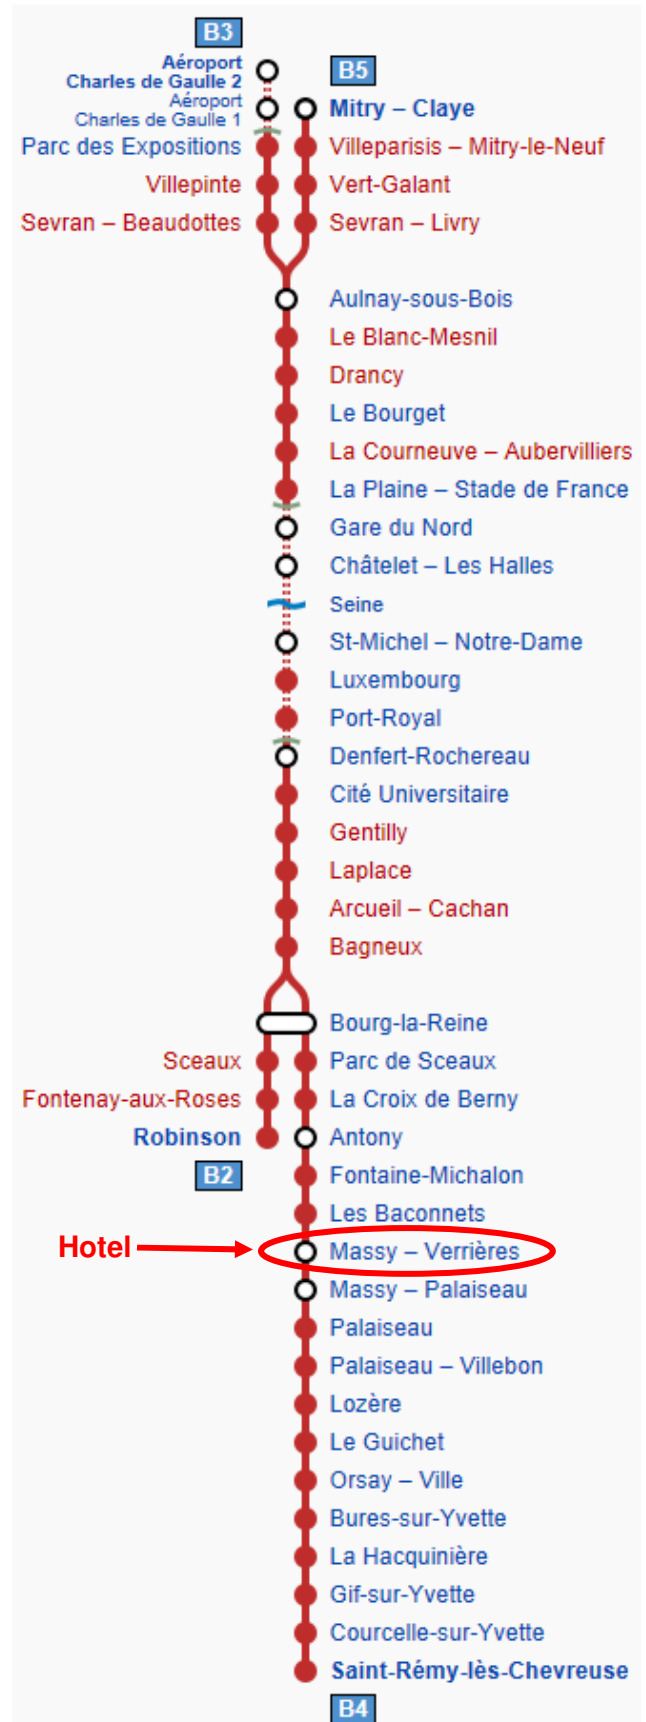 B3
Aéroport
Charles de Gaulle 2
B5
Aéroport
Charles de Gaulle 1
Mitry – Claye
Parc des Expositions
Villeparisis – Mitry-le-Neuf
Villepinte
Vert-Galant
Sevran – Beaudottes
Sevran – Livry
Aulnay-sous-Bois
Le Blanc-Mesnil
Drancy
Le Bourget
La Courneuve – Aubervilliers
La Plaine – Stade de France
Gare du Nord
Châtelet – Les Halles
Seine
St-Michel – Notre-Dame
Luxembourg
Port-Royal
Denfert-Rochereau
Cité Universitaire
Gentilly
Laplace
Arcueil – Cachan
Bagneux
Bourg-la-Reine
Sceaux
Parc de Sceaux
Fontenay-aux-Roses
La Croix de Berny
Robinson
Antony
B2
Fontaine-Michalon
Les Baconnets
Hotel
Massy – Verrières
Massy – Palaiseau
Palaiseau
Palaiseau – Villebon
Lozère
Le Guichet
Orsay – Ville
Bures-sur-Yvette
La Hacquinière
Gif-sur-Yvette
Courcelle-sur-Yvette
Saint-Rémy-lès-Chevreuse
B4